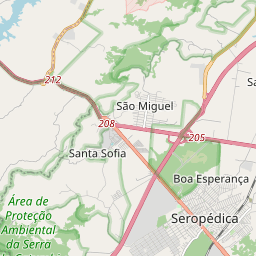 212
São Miguel
208
205
Santa Sofia
Boa Esperança
Área de
Proteção
Ambiental
da Serra
Seropédica